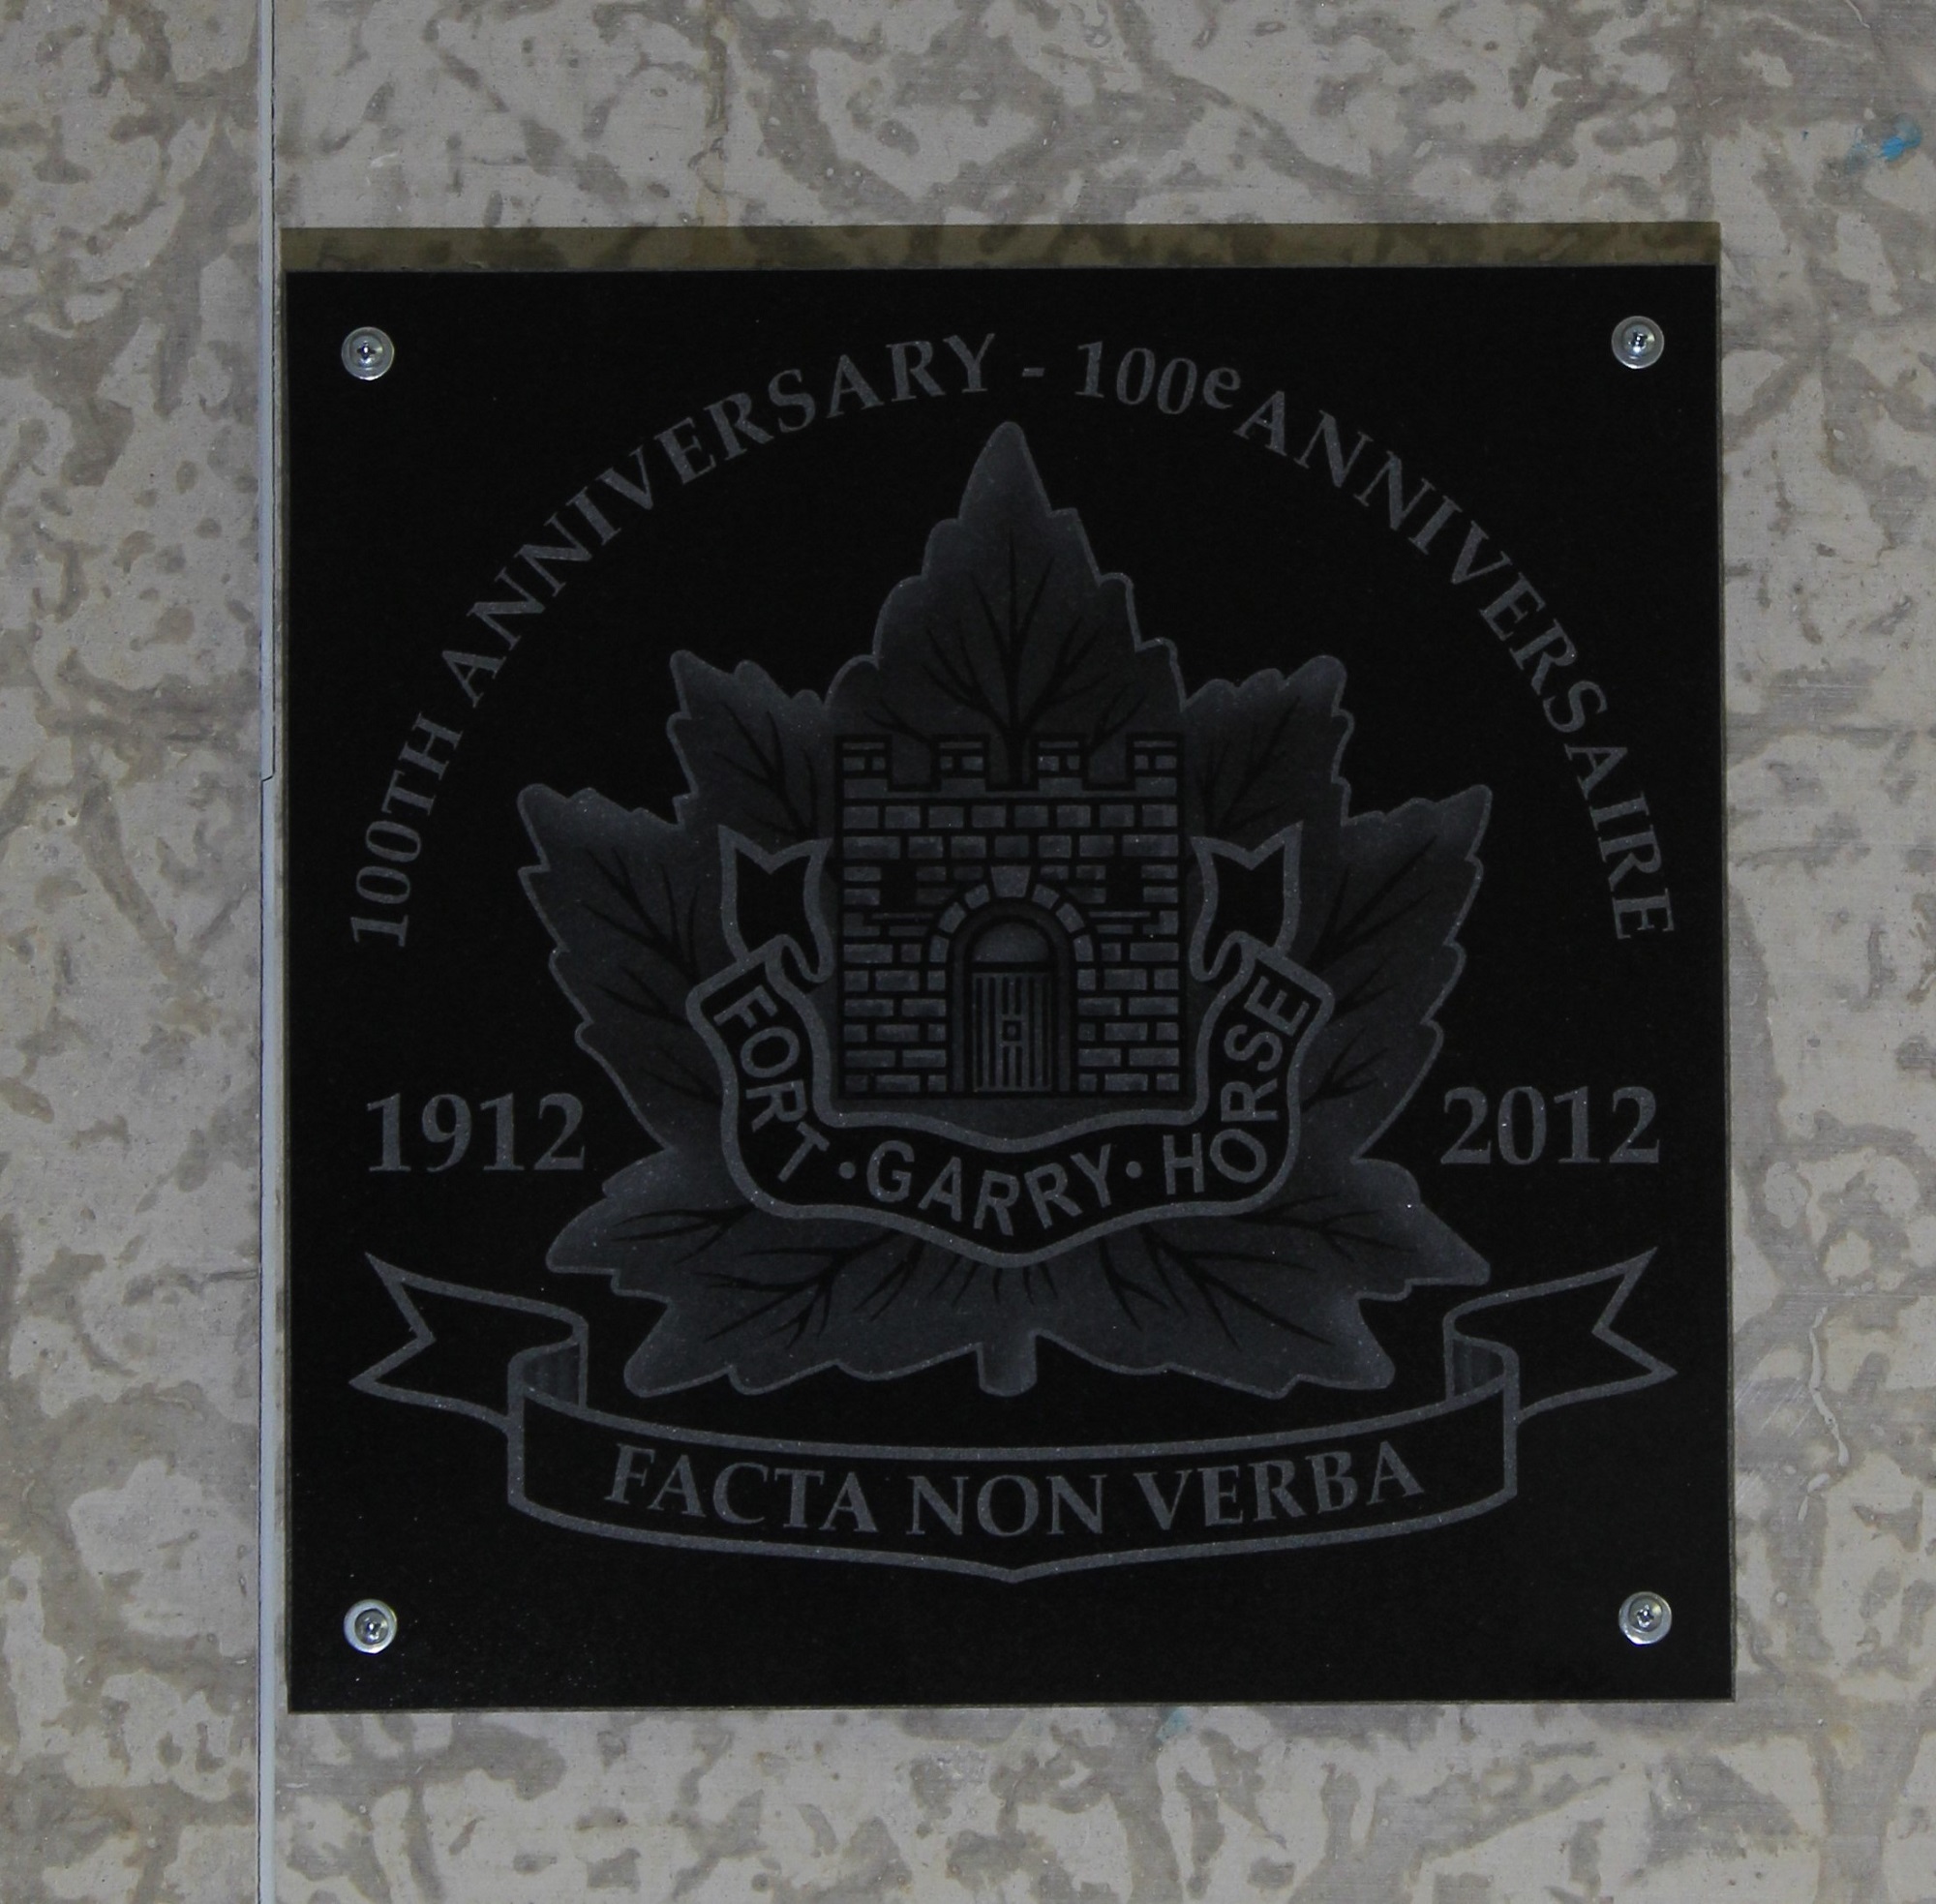 100TH ANNIVERSARY - 100e ANNIVERSAIRE
1912
2012
FORT · GARRY · HORSE
FACTA NON VERBA